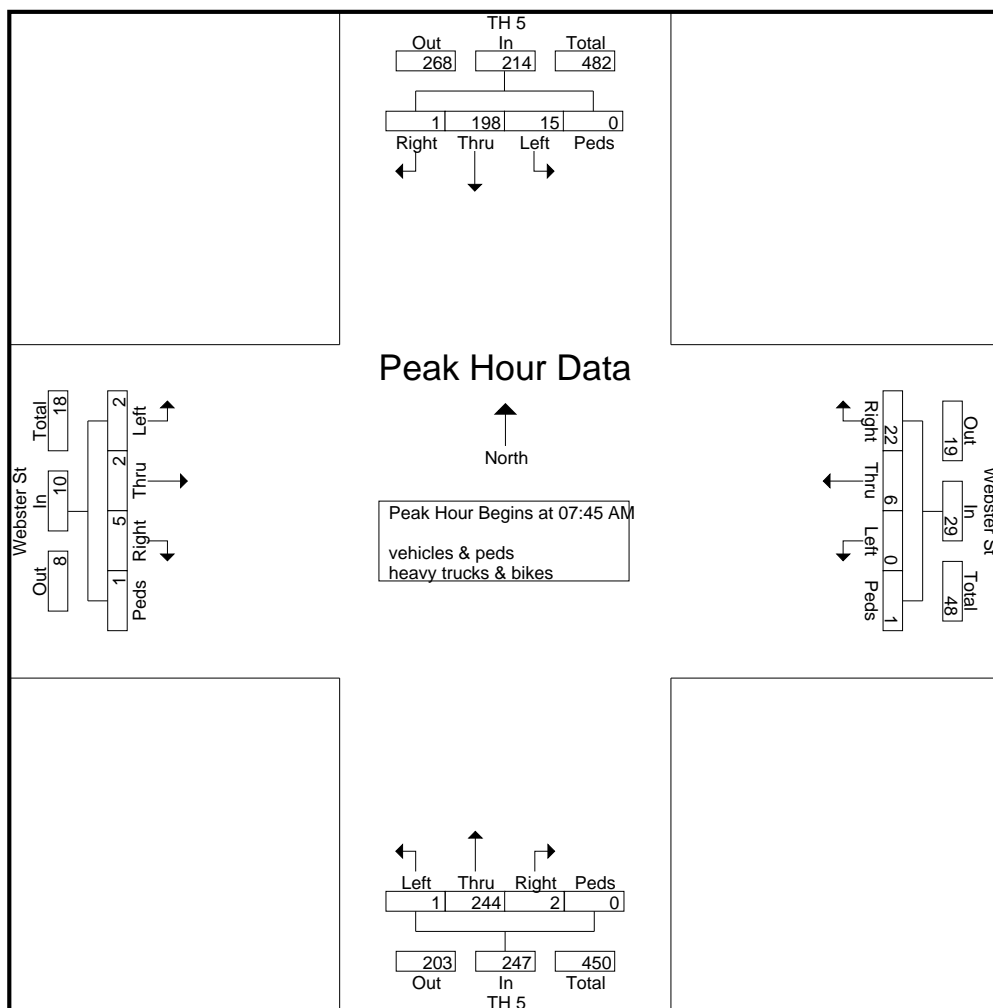 TH 5
Out In Total
268 214 482
1 198 15 0
Right Thru Left Peds
Peak Hour Data
North
Peak Hour Begins at 07:45 AM
vehicles & peds
heavy trucks & bikes
Webster St
Out In Total
8 10 18
2 2 5 1
Left Thru Right Peds
Right Thru Left Peds
22 6 0 1
Out In Total
19 29 48
Webster St
Left Thru Right Peds
1 244 2 0
203 247 450
Out In Total
TH 5